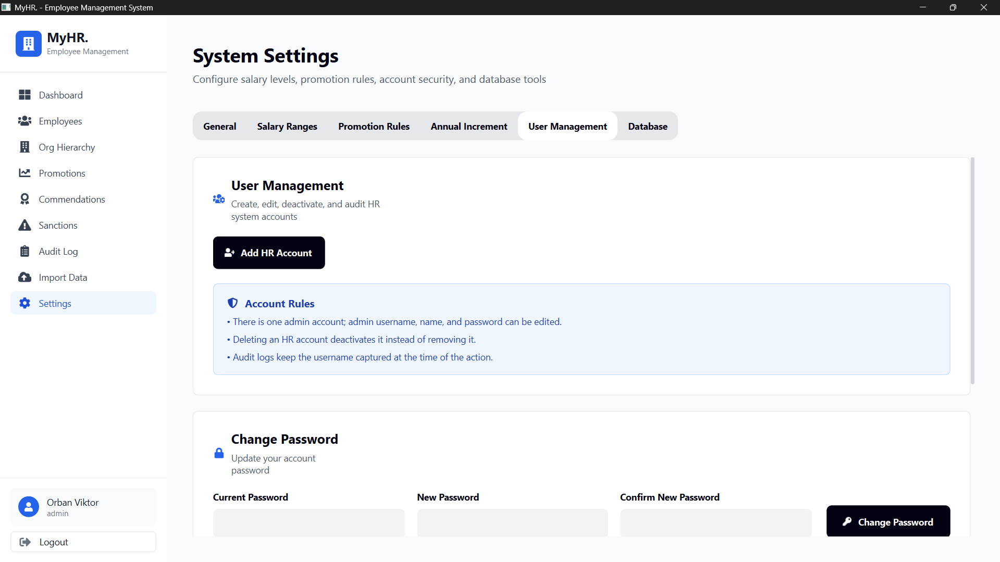 MyHR. - Employee Management System
MyHR.
Employee Management
Dashboard
Employees
Org Hierarchy
Promotions
Commendations
Sanctions
Audit Log
Import Data
Settings
Orban Viktor
admin
Logout
System Settings
Configure salary levels, promotion rules, account security, and database tools
General Salary Ranges Promotion Rules Annual Increment User Management Database
User Management
Create, edit, deactivate, and audit HR
system accounts
Add HR Account
Account Rules
• There is one admin account; admin username, name, and password can be edited.
• Deleting an HR account deactivates it instead of removing it.
• Audit logs keep the username captured at the time of the action.
Change Password
Update your account
password
Current Password New Password Confirm New Password
Change Password